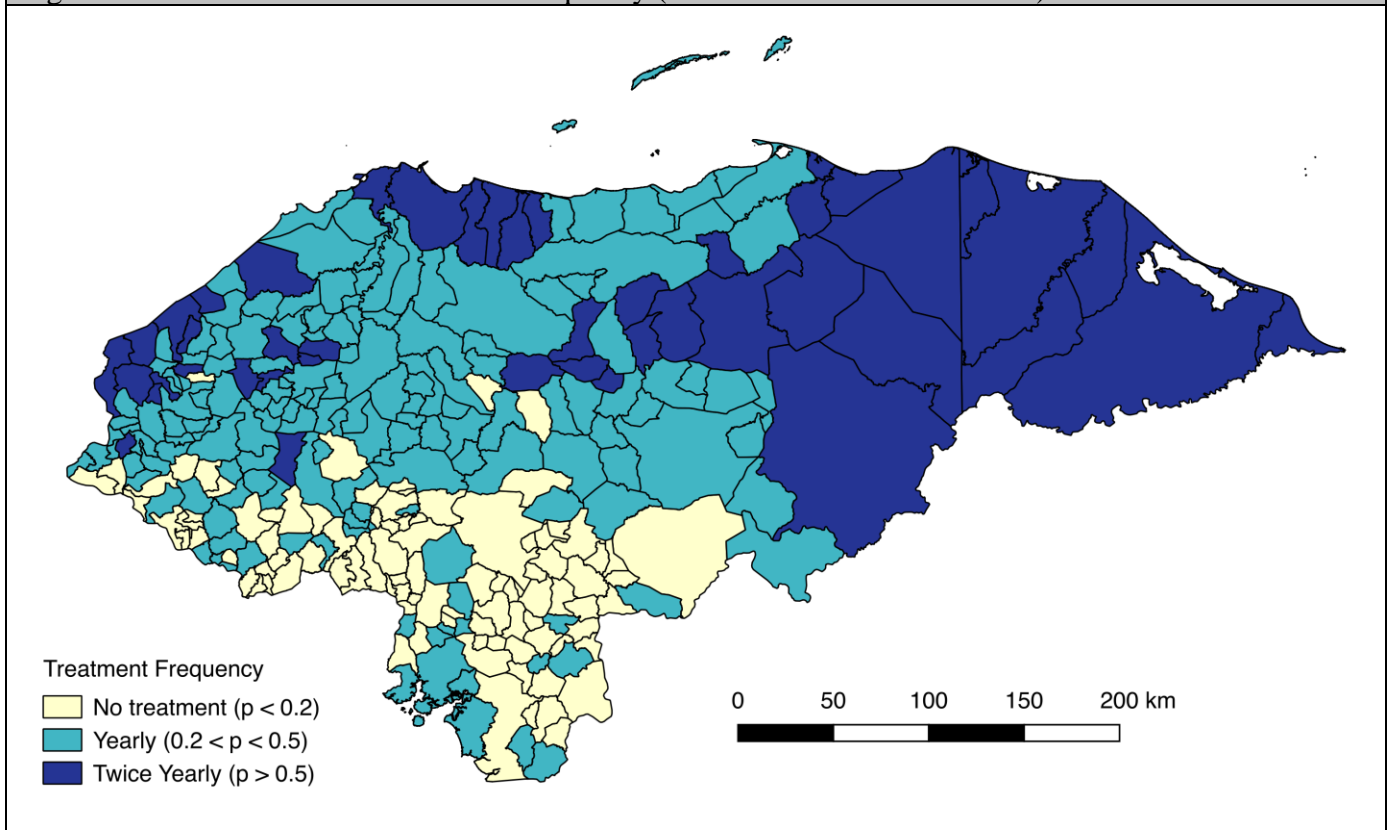 Treatment Frequency
No treatment (p < 0.2)
Yearly (0.2 < p < 0.5)
Twice Yearly (p > 0.5)
0 50 100 150 200 km